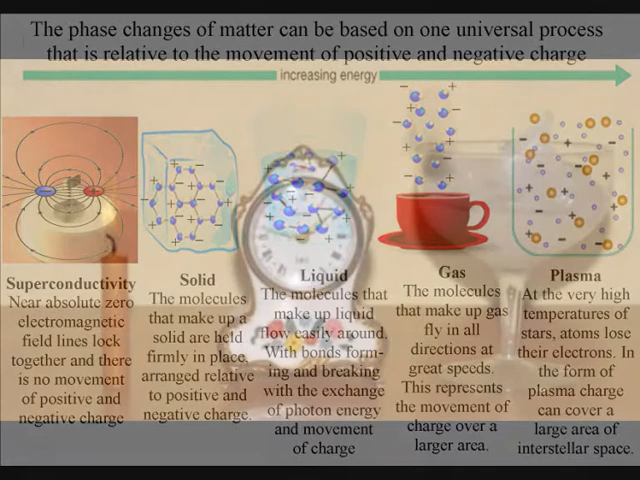 The phase changes of matter can be based on one universal process
that is relative to the movement of positive and negative charge
increasing energy
Superconductivity
Near absolute zero
electromagnetic
field lines lock
together and there
is no movement
of positive and
negative charge
Solid
The molecules
that make up a
solid are held
firmly in place,
arranged relative
to positive and
negative charge.
Liquid
The molecules that
make up liquid
flow easily around.
With bonds form-
ing and breaking
with the exchange
of photon energy
and movement
of charge
Gas
The molecules
that make up gas
fly in all
directions at
great speeds.
This represents
the movement of
charge over a
larger area.
Plasma
At the very high
temperatures of
stars, atoms lose
their electrons. In
the form of
plasma charge
can cover a
large area of
interstellar space.